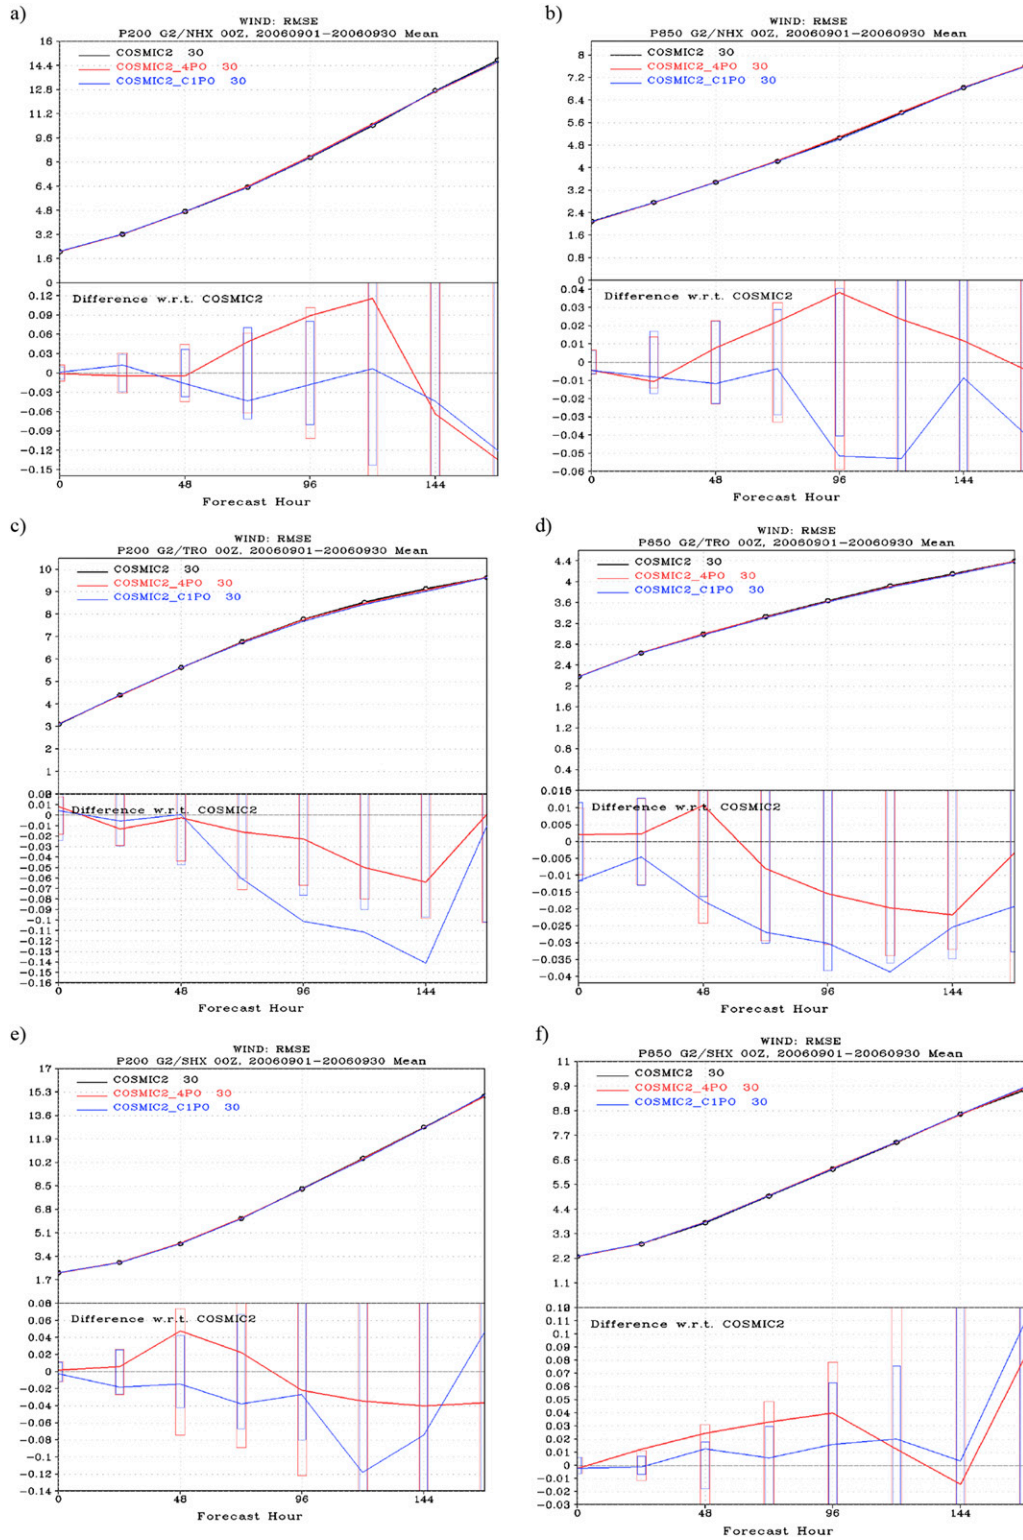 a)
WIND: RMSE
P200 G2/NHX 00Z, 20060901-20060930 Mean
COSMIC2 30
COSMIC2_4PO 30
COSMIC2_C1PO 30
16
14.4
12.8
11.2
9.6
8
6.4
4.8
3.2
1.6
0
Difference w.r.t. COSMIC2
0.12
0.09
0.06
0.03
0
-0.03
-0.06
-0.09
-0.12
-0.15
0 48 96 144
Forecast Hour
b)
WIND: RMSE
P850 G2/NHX 00Z, 20060901-20060930 Mean
COSMIC2 30
COSMIC2_4PO 30
COSMIC2_C1PO 30
8
7.2
6.4
5.6
4.8
4
3.2
2.4
1.6
0.8
0
Difference w.r.t. COSMIC2
0.04
0.03
0.02
0.01
0
-0.01
-0.02
-0.03
-0.04
-0.05
-0.06
0 48 96 144
Forecast Hour
c)
WIND: RMSE
P200 G2/TRO 00Z, 20060901-20060930 Mean
COSMIC2 30
COSMIC2_4PO 30
COSMIC2_C1PO 30
10
9
8
7
6
5
4
3
2
1
Difference w.r.t. COSMIC2
0.01
0
-0.01
-0.03
-0.04
-0.05
-0.06
-0.07
-0.08
-0.09
-0.1
-0.11
-0.12
-0.13
-0.14
-0.16
0 48 96 144
Forecast Hour
d)
WIND: RMSE
P850 G2/TRO 00Z, 20060901-20060930 Mean
COSMIC2 30
COSMIC2_4PO 30
COSMIC2_C1PO 30
4.4
4
3.6
3.2
2.8
2.4
2
1.6
1.2
0.8
0.4
Difference w.r.t. COSMIC2
0.005
0
-0.005
-0.01
-0.015
-0.02
-0.025
-0.03
-0.035
-0.04
0 48 96 144
Forecast Hour
e)
WIND: RMSE
P200 G2/SHX 00Z, 20060901-20060930 Mean
COSMIC2 30
COSMIC2_4PO 30
COSMIC2_C1PO 30
17
15.3
13.6
11.9
10.2
8.5
6.8
5.1
3.4
1.7
Difference w.r.t. COSMIC2
0.04
0.02
0
-0.02
-0.04
-0.06
-0.08
-0.1
-0.12
-0.14
0 48 96 144
Forecast Hour
f)
WIND: RMSE
P850 G2/SHX 00Z, 20060901-20060930 Mean
COSMIC2 30
COSMIC2_4PO 30
COSMIC2_C1PO 30
11
9.9
8.8
7.7
6.6
5.5
4.4
3.3
2.2
1.1
Difference w.r.t. COSMIC2
0.11
0.1
0.09
0.08
0.07
0.06
0.05
0.04
0.03
0.02
0.01
0
-0.01
-0.02
-0.03
0 48 96 144
Forecast Hour